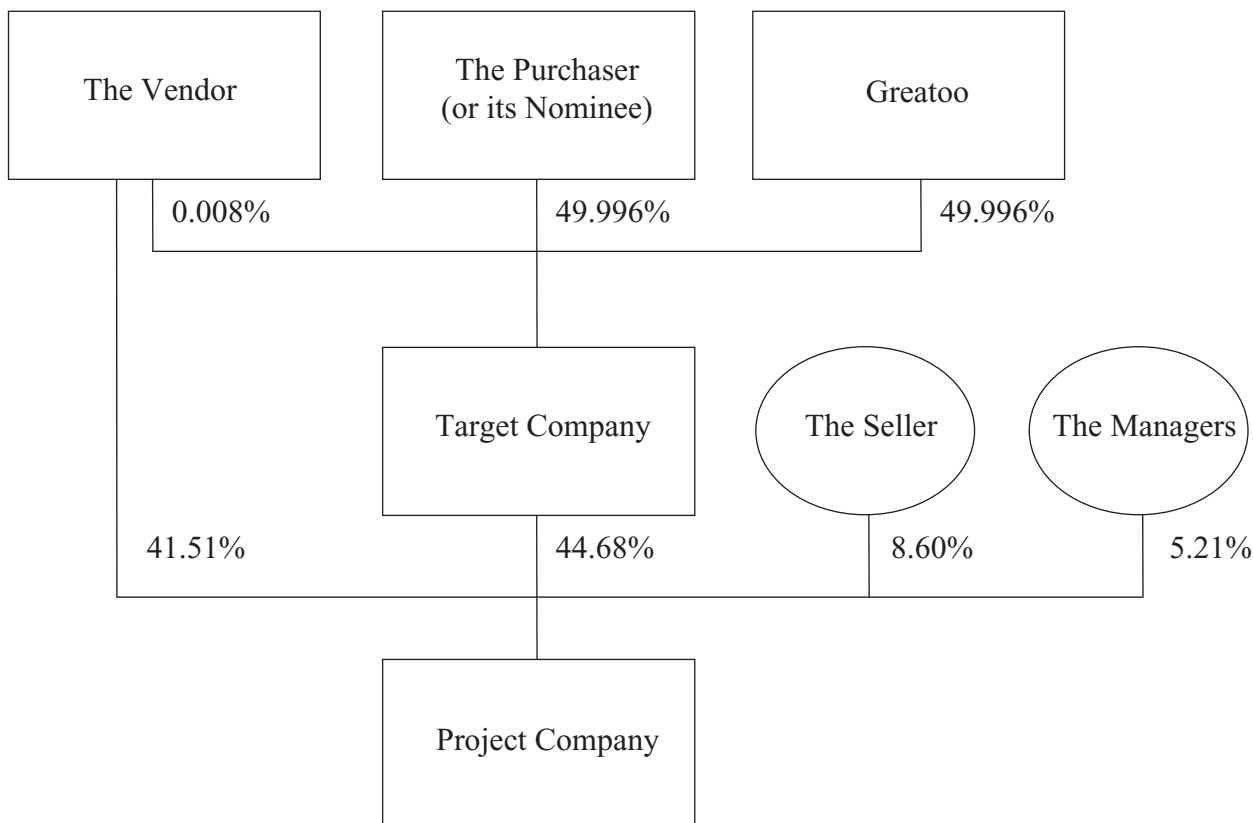 The Vendor
The Purchaser
(or its Nominee)
Greatoo
0.008%
49.996%
49.996%
Target Company
The Seller
The Managers
41.51%
44.68%
8.60%
5.21%
Project Company